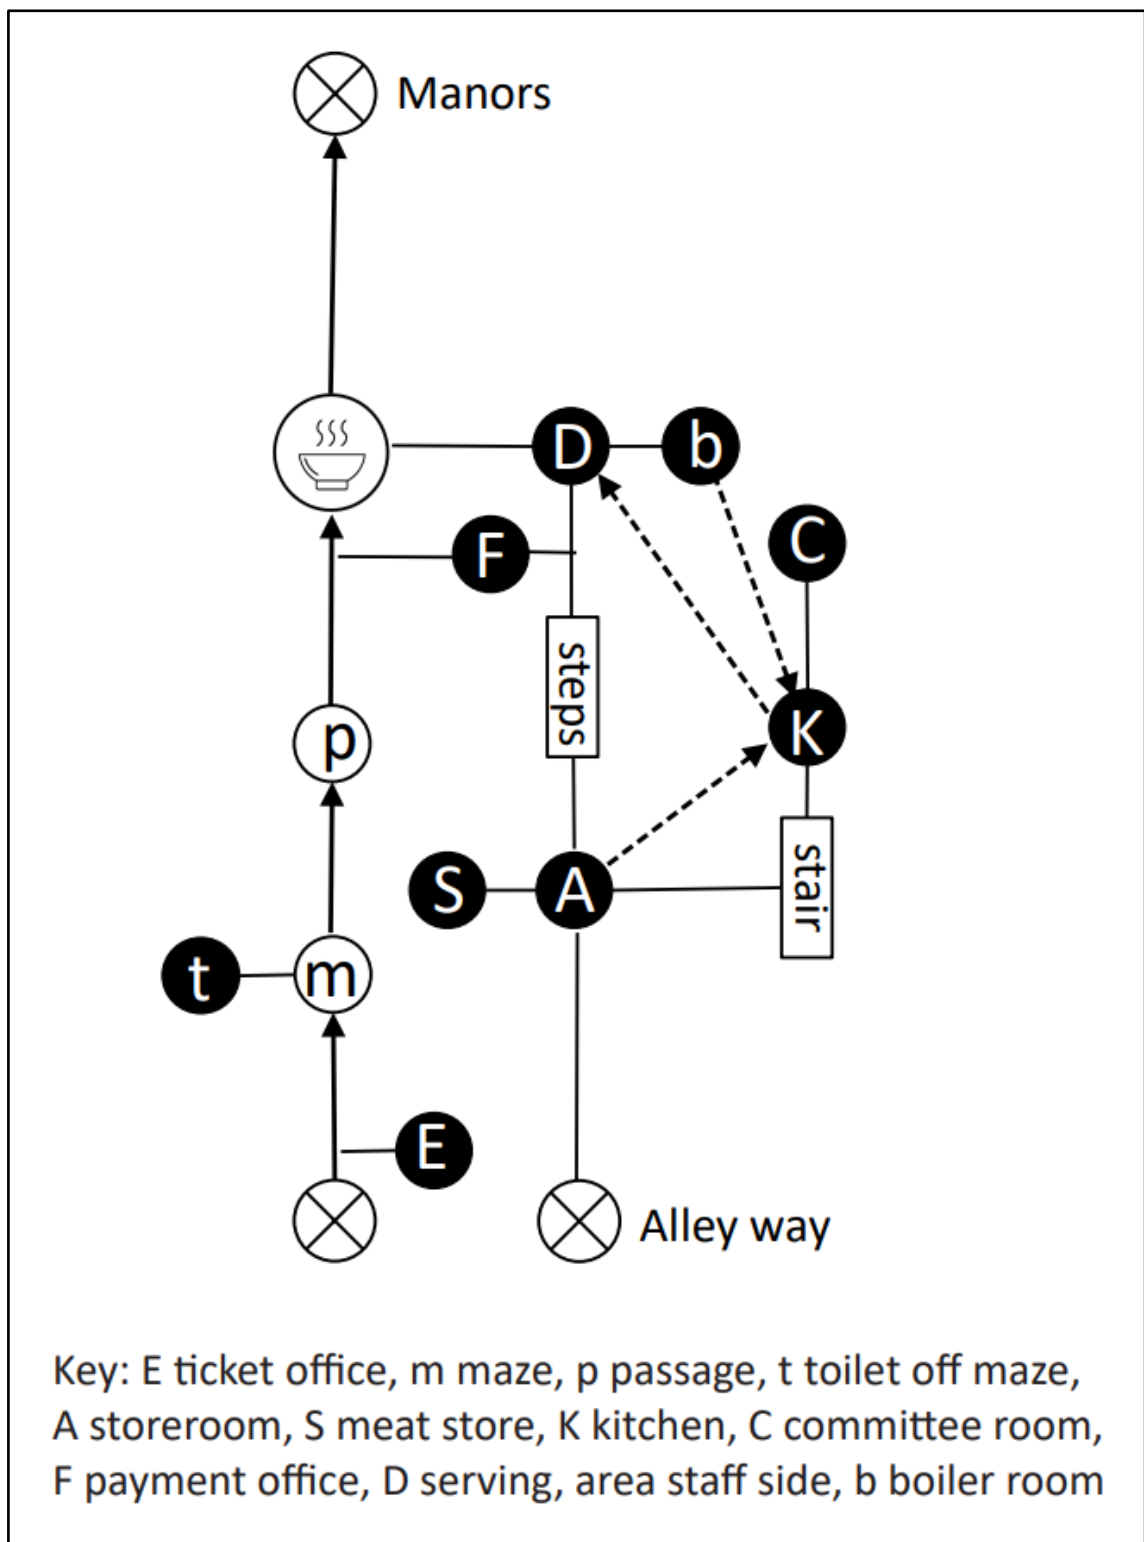 Manors
D
b
F
C
steps
p
K
S
A
stair
t
m
E
Alley way
Key: E ticket office, m maze, p passage, t toilet off maze,
A storeroom, S meat store, K kitchen, C committee room,
F payment office, D serving, area staff side, b boiler room